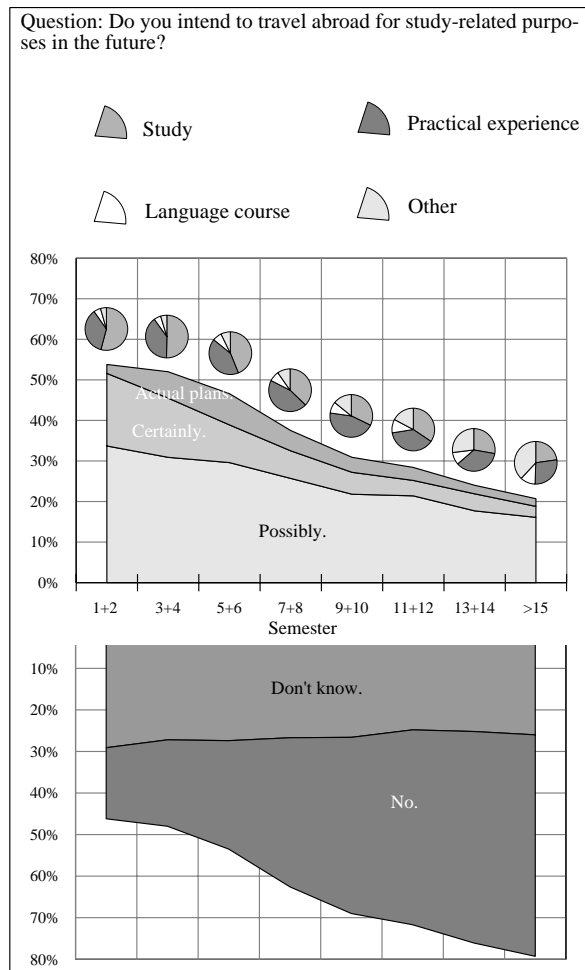 Question: Do you intend to travel abroad for study-related purpo-
ses in the future?
Study
Practical experience
Language course
Other
80%
70%
60%
50%
40%
30%
20%
10%
0%
Actual plans.
Certainly.
Possibly.
1+2 3+4 5+6 7+8 9+10 11+12 13+14 >15
Semester
10%
20%
30%
40%
50%
60%
70%
80%
Don't know.
No.